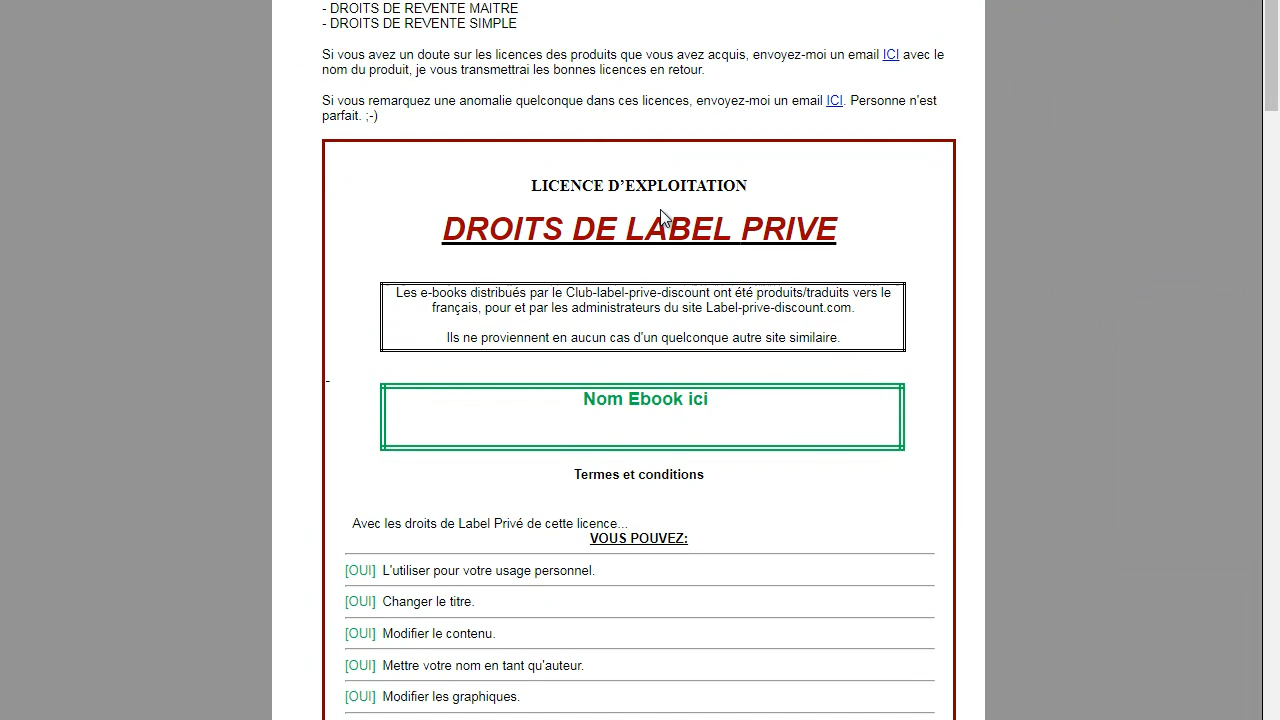 - DROITS DE REVENTE MAITRE
- DROITS DE REVENTE SIMPLE
Si vous avez un doute sur les licences des produits que vous avez acquis, envoyez-moi un email ICI avec le
nom du produit, je vous transmettrai les bonnes licences en retour.
Si vous remarquez une anomalie quelconque dans ces licences, envoyez-moi un email ICI. Personne n'est
parfait. ;-)
LICENCE D’EXPLOITATION
DROITS DE LABEL PRIVE
Les e-books distribués par le Club-label-prive-discount ont été produits/traduits vers le
français, pour et par les administrateurs du site Label-prive-discount.com.
Ils ne proviennent en aucun cas d'un quelconque autre site similaire.
-
Nom Ebook ici
Termes et conditions
Avec les droits de Label Privé de cette licence...
VOUS POUVEZ:
[OUI] L'utiliser pour votre usage personnel.
[OUI] Changer le titre.
[OUI] Modifier le contenu.
[OUI] Mettre votre nom en tant qu'auteur.
[OUI] Modifier les graphiques.